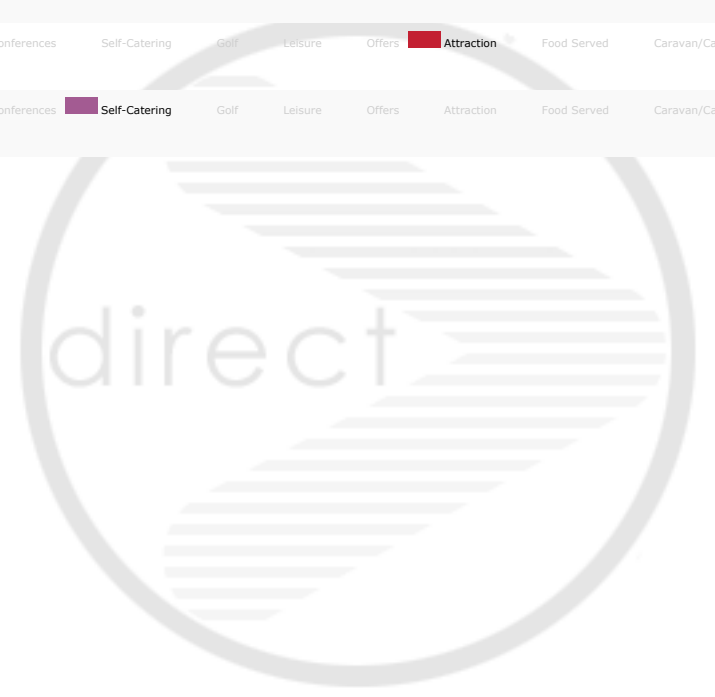 onferences Self-Catering Golf Leisure Offers Attraction Food Served Caravan/Ca
onferences Self-Catering Golf Leisure Offers Attraction Food Served Caravan/Ca
direct